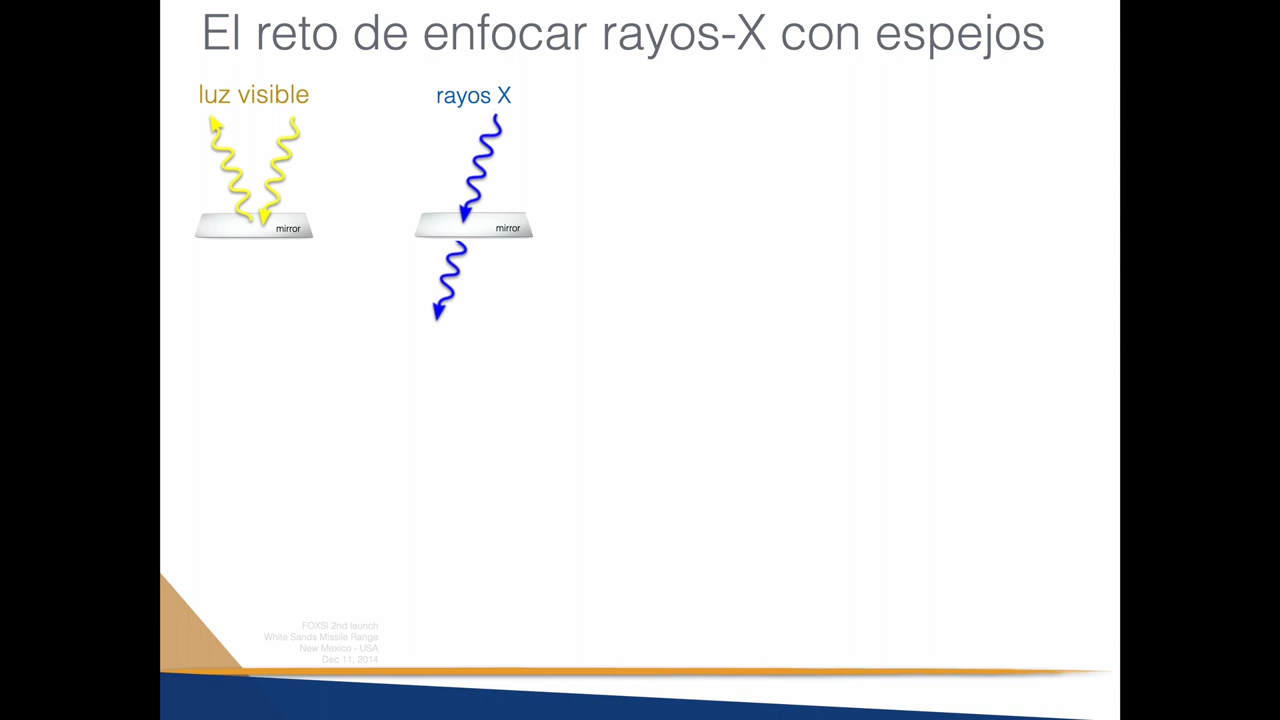 El reto de enfocar rayos-X con espejos
luz visible
rayos X
mirror
mirror
FOXSI 2nd launch
White Sands Missile Range
New Mexico - USA
Dec 11, 2014